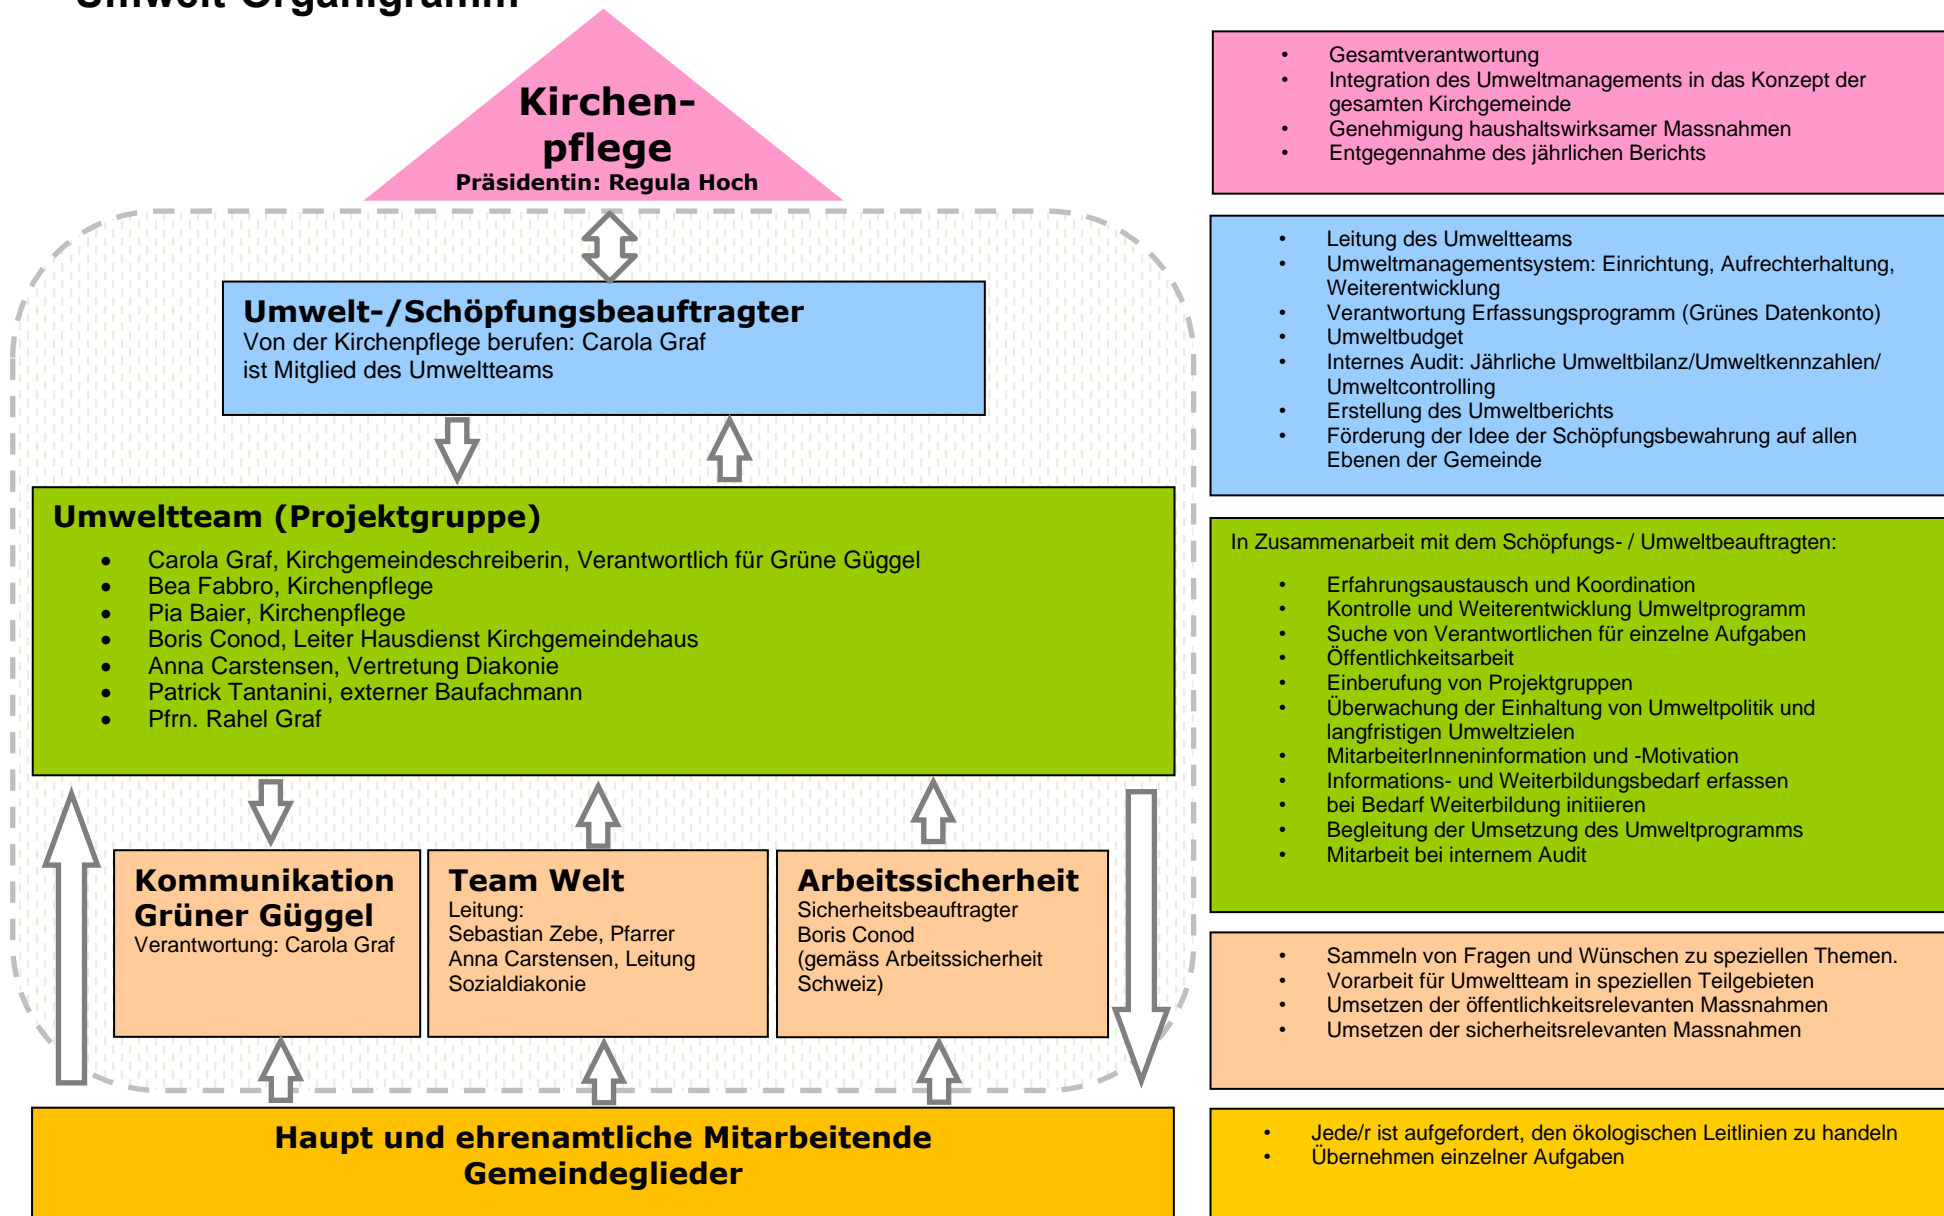 Umwelt-Organigramm
Kirchen-
pflege
Präsidentin: Regula Hoch
Umwelt-/Schöpfungsbeauftragter
Von der Kirchenpflege berufen: Carola Graf
ist Mitglied des Umweltteams
Umweltteam (Projektgruppe)
• Carola Graf, Kirchgemeindeschreiberin, Verantwortlich für Grüne Güggel
• Bea Fabbro, Kirchenpflege
• Pia Baier, Kirchenpflege
• Boris Conod, Leiter Hausdienst Kirchgemeindehaus
• Anna Carstensen, Vertretung Diakonie
• Patrick Tantanini, externer Baufachmann
• Pfrn. Rahel Graf
Kommunikation
Grüner Güggel
Verantwortung: Carola Graf
Team Welt
Leitung:
Sebastian Zebe, Pfarrer
Anna Carstensen, Leitung
Sozialdiakonie
Arbeitssicherheit
Sicherheitsbeauftragter
Boris Conod
(gemäss Arbeitssicherheit
Schweiz)
Haupt und ehrenamtliche Mitarbeitende
Gemeindeglieder
• Gesamtverantwortung
• Integration des Umweltmanagements in das Konzept der
gesamten Kirchgemeinde
• Genehmigung haushaltswirksamer Massnahmen
• Entgegennahme des jährlichen Berichts
• Leitung des Umweltteams
• Umweltmanagementsystem: Einrichtung, Aufrechterhaltung,
Weiterentwicklung
• Verantwortung Erfassungsprogramm (Grünes Datenkonto)
• Umweltbudget
• Internes Audit: Jährliche Umweltbilanz/Umweltkennzahlen/
Umweltcontrolling
• Erstellung des Umweltberichts
• Förderung der Idee der Schöpfungsbewahrung auf allen
Ebenen der Gemeinde
In Zusammenarbeit mit dem Schöpfungs- / Umweltbeauftragten:
• Erfahrungsaustausch und Koordination
• Kontrolle und Weiterentwicklung Umweltprogramm
• Suche von Verantwortlichen für einzelne Aufgaben
• Öffentlichkeitsarbeit
• Einberufung von Projektgruppen
• Überwachung der Einhaltung von Umweltpolitik und
langfristigen Umweltzielen
• MitarbeiterInneninformation und -Motivation
• Informations- und Weiterbildungsbedarf erfassen
• bei Bedarf Weiterbildung initiieren
• Begleitung der Umsetzung des Umweltprogramms
• Mitarbeit bei internem Audit
• Sammeln von Fragen und Wünschen zu speziellen Themen.
• Vorarbeit für Umweltteam in speziellen Teilgebieten
• Umsetzen der öffentlichkeitsrelevanten Massnahmen
• Umsetzen der sicherheitsrelevanten Massnahmen
• Jede/r ist aufgefordert, den ökologischen Leitlinien zu handeln
• Übernehmen einzelner Aufgaben